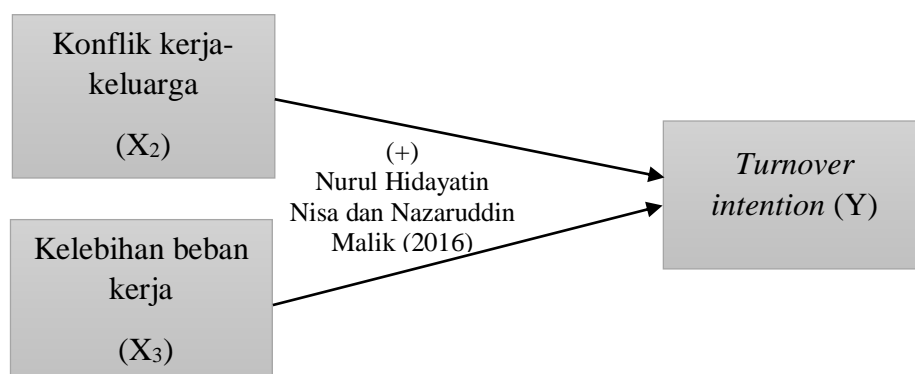 Konflik kerja-
keluarga
(X₂)
(+)
Nurul Hidayatin
Nisa dan Nazaruddin
Malik (2016)
Turnover
intention (Y)
Kelebihan beban
kerja
(X₃)